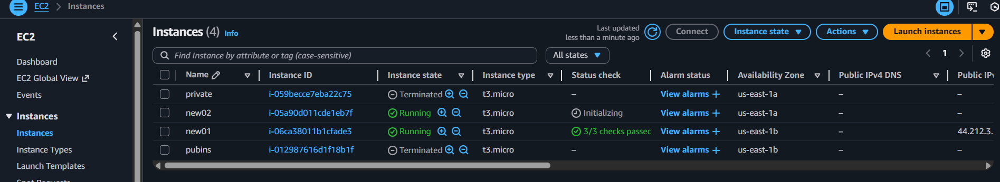 EC2 > Instances
EC2
Dashboard
EC2 Global View
Events
Instances
Instances
Instance Types
Launch Templates
Instances (4) Info
Last updated
less than a minute ago
Connect
Instance state
Actions
Launch instances
Find Instance by attribute or tag (case-sensitive)
All states
1
Name Instance ID Instance state Instance type Status check Alarm status Availability Zone Public IPv4 DNS Public IPv
private i-059becce7eba22c75 Terminated t3.micro – View alarms + us-east-1a – –
new02 i-05a90d011cde1eb7f Running t3.micro Initializing View alarms + us-east-1a – –
new01 i-06ca38011b1cfade3 Running t3.micro 3/3 checks passec View alarms + us-east-1b – 44.212.3.
pubins i-012987616d1f18b1f Terminated t3.micro – View alarms + us-east-1b – –